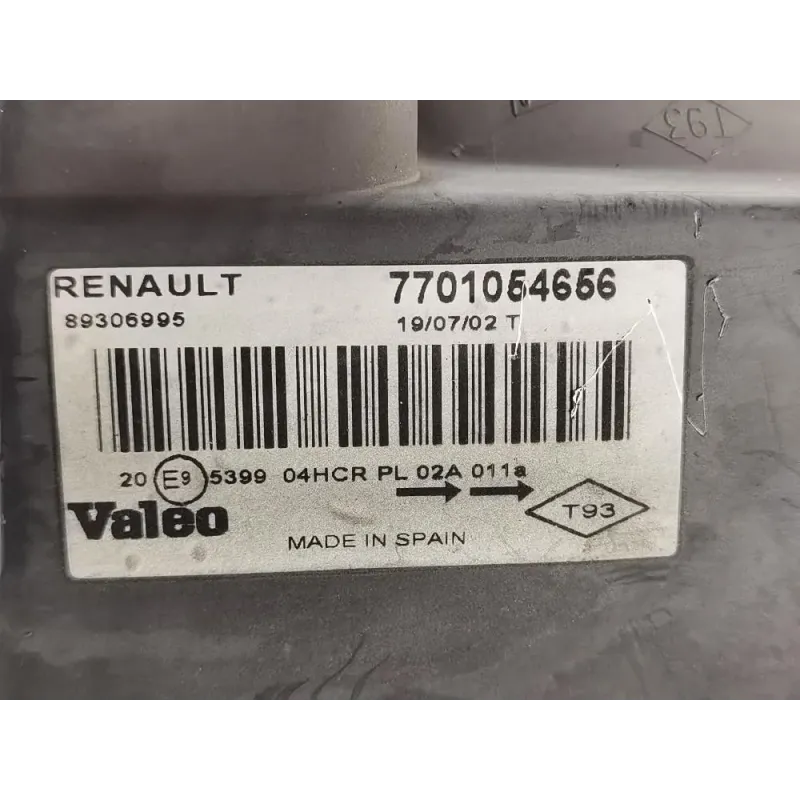 T93
RENAULT 7701054656
89306995 19/07/02 T
20 E9 5399 04HCR PL 02A 011a
Valeo
MADE IN SPAIN
T93